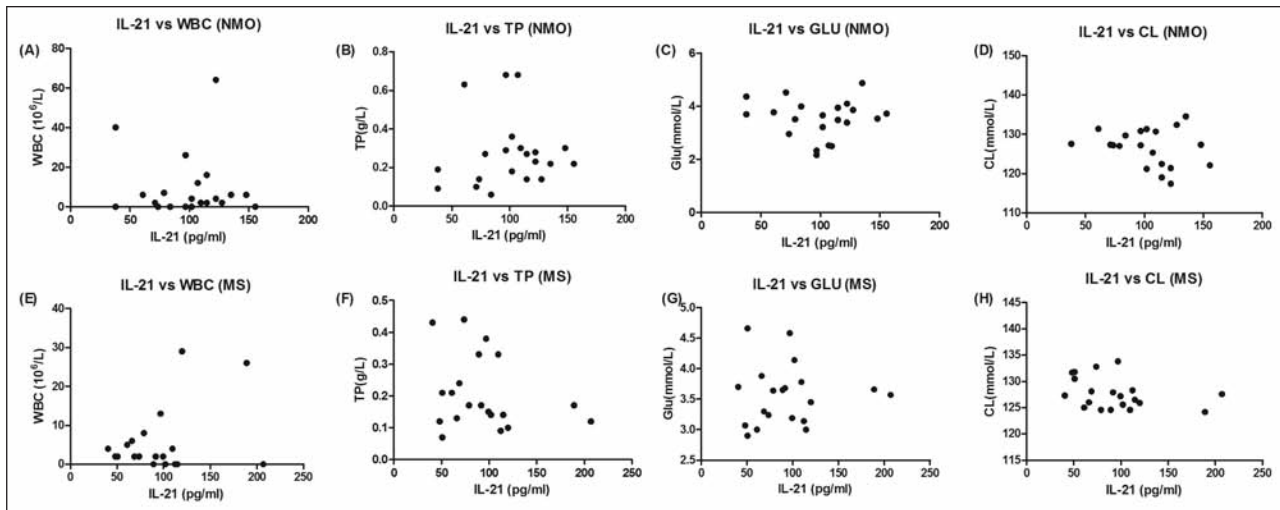 IL-21 vs WBC (NMO)
(A)
80
60
40
20
0
WBC (10⁶/L)
0 50 100 150 200
IL-21 (pg/ml)
IL-21 vs TP (NMO)
(B)
0.8
0.6
0.4
0.2
0.0
TP(g/L)
0 50 100 150 200
IL-21 (pg/ml)
IL-21 vs GLU (NMO)
(C)
6
4
2
0
Glu(mmol/L)
0 50 100 150 200
IL-21 (pg/ml)
IL-21 vs CL (NMO)
(D)
150
140
130
120
110
CL(mmol/L)
0 50 100 150 200
IL-21 (pg/ml)
IL-21 vs WBC (MS)
(E)
40
30
20
10
0
WBC (10⁶/L)
0 50 100 150 200 250
IL-21 (pg/ml)
IL-21 vs TP (MS)
(F)
0.5
0.4
0.3
0.2
0.1
0.0
TP(g/L)
0 50 100 150 200 250
IL-21 (pg/ml)
IL-21 vs GLU (MS)
(G)
5.0
4.5
4.0
3.5
3.0
2.5
Glu(mmol/L)
0 50 100 150 200 250
IL-21 (pg/ml)
IL-21 vs CL (MS)
(H)
145
140
135
130
125
115
CL(mmol/L)
0 50 100 150 200 250
IL-21 (pg/ml)